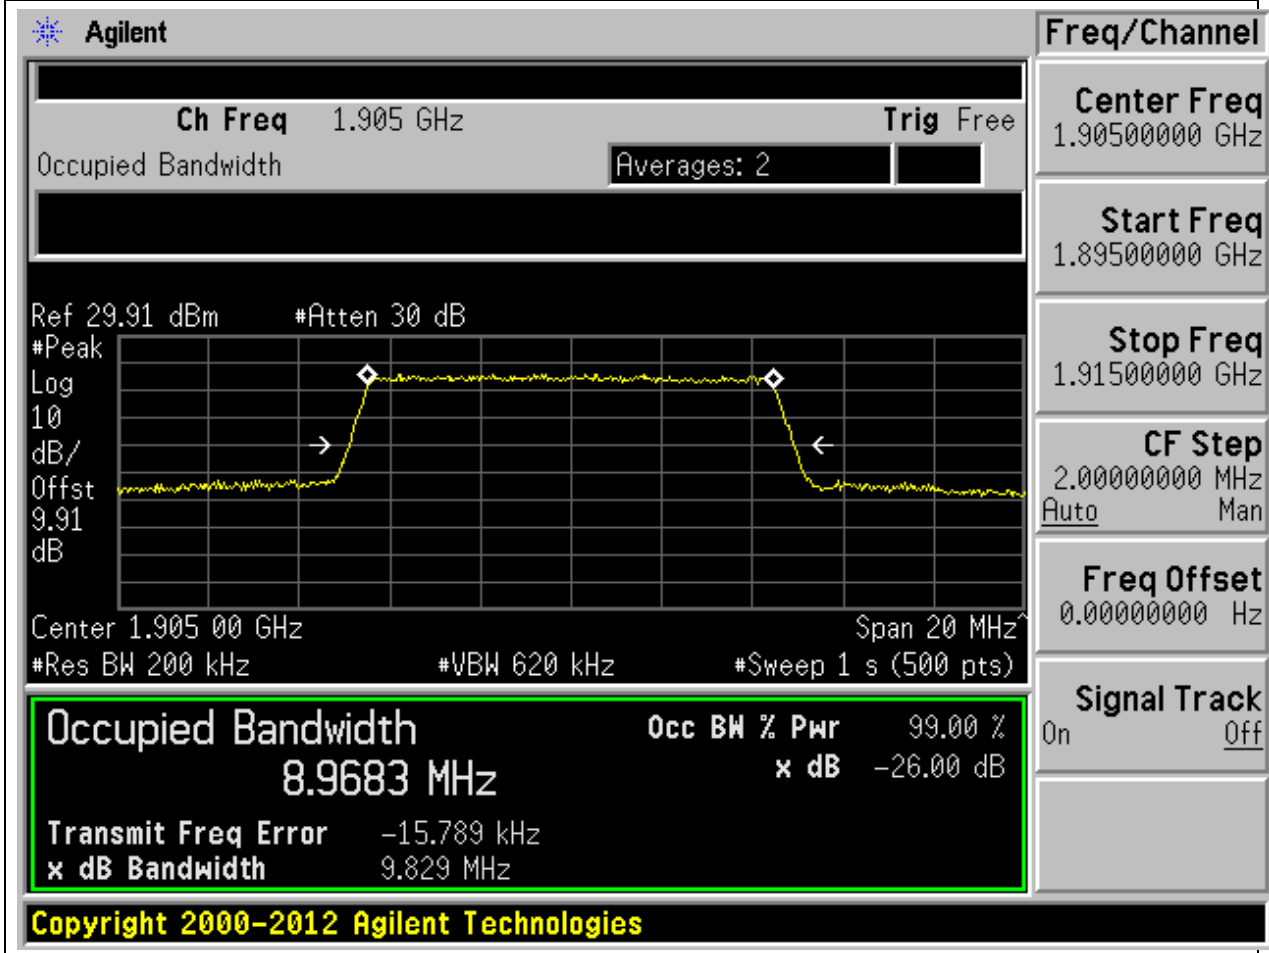 Agilent
Freq/Channel
Ch Freq 1.905 GHz Trig Free
Occupied Bandwidth Averages: 2
Ref 29.91 dBm #Atten 30 dB
#Peak
Log
10
dB/
Offst
9.91
dB
Center 1.905 00 GHz Span 20 MHz^
#Res BW 200 kHz #VBW 620 kHz #Sweep 1 s (500 pts)
Occupied Bandwidth Occ BW % Pwr 99.00 %
8.9683 MHz x dB -26.00 dB
Transmit Freq Error -15.789 kHz
x dB Bandwidth 9.829 MHz
Copyright 2000-2012 Agilent Technologies
Center Freq
1.90500000 GHz
Start Freq
1.89500000 GHz
Stop Freq
1.91500000 GHz
CF Step
2.00000000 MHz
Auto Man
Freq Offset
0.00000000 Hz
Signal Track
On Off